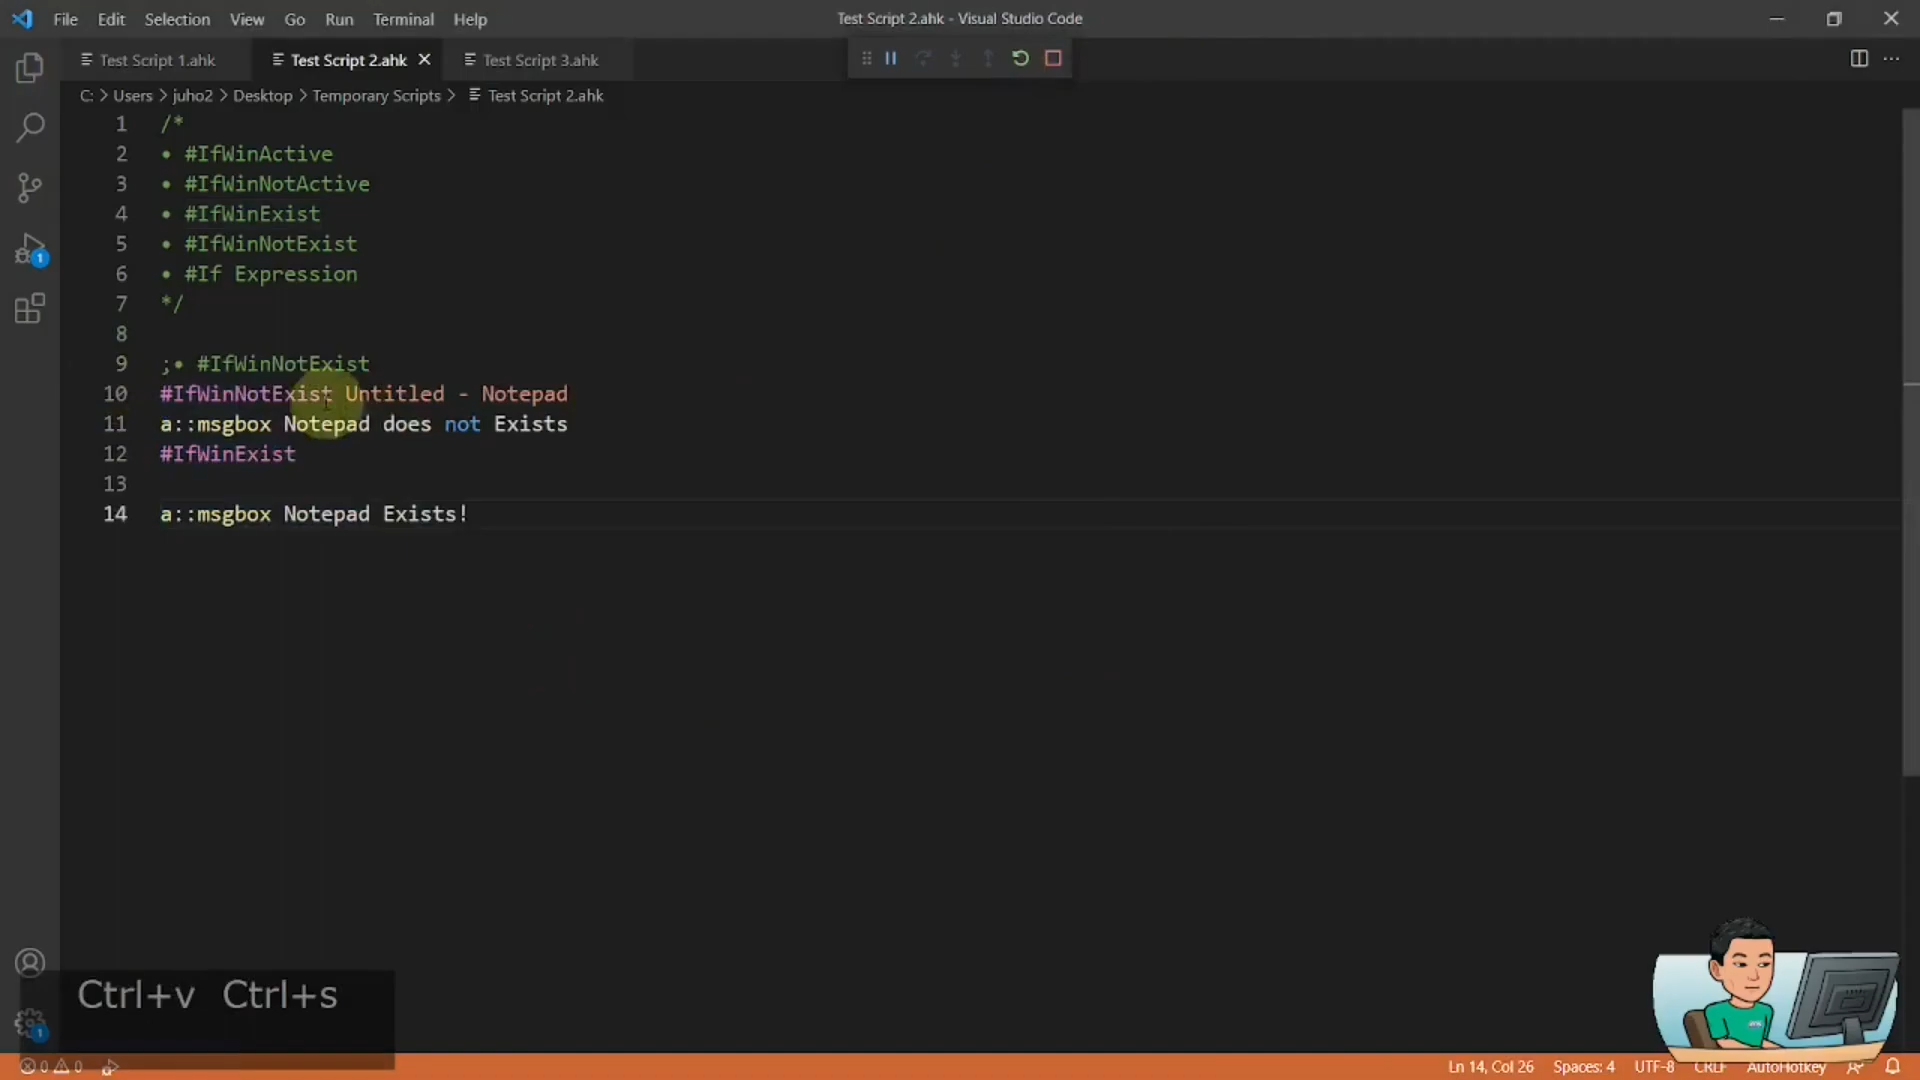 File Edit Selection View Go Run Terminal Help
Test Script 2.ahk - Visual Studio Code
Test Script 1.ahk
Test Script 2.ahk
Test Script 3.ahk
C: > Users > juho2 > Desktop > Temporary Scripts > Test Script 2.ahk
1 /*
2 • #IfWinActive
3 • #IfWinNotActive
4 • #IfWinExist
5 • #IfWinNotExist
6 • #If Expression
7 */
8
9 ;• #IfWinNotExist
10 #IfWinNotExist Untitled - Notepad
11 a::msgbox Notepad does not Exists
12 #IfWinExist
13
14 a::msgbox Notepad Exists!
1
Ctrl+v Ctrl+s
1
0 0
Ln 14, Col 26 Spaces: 4 UTF-8 CRLF AutoHotkey